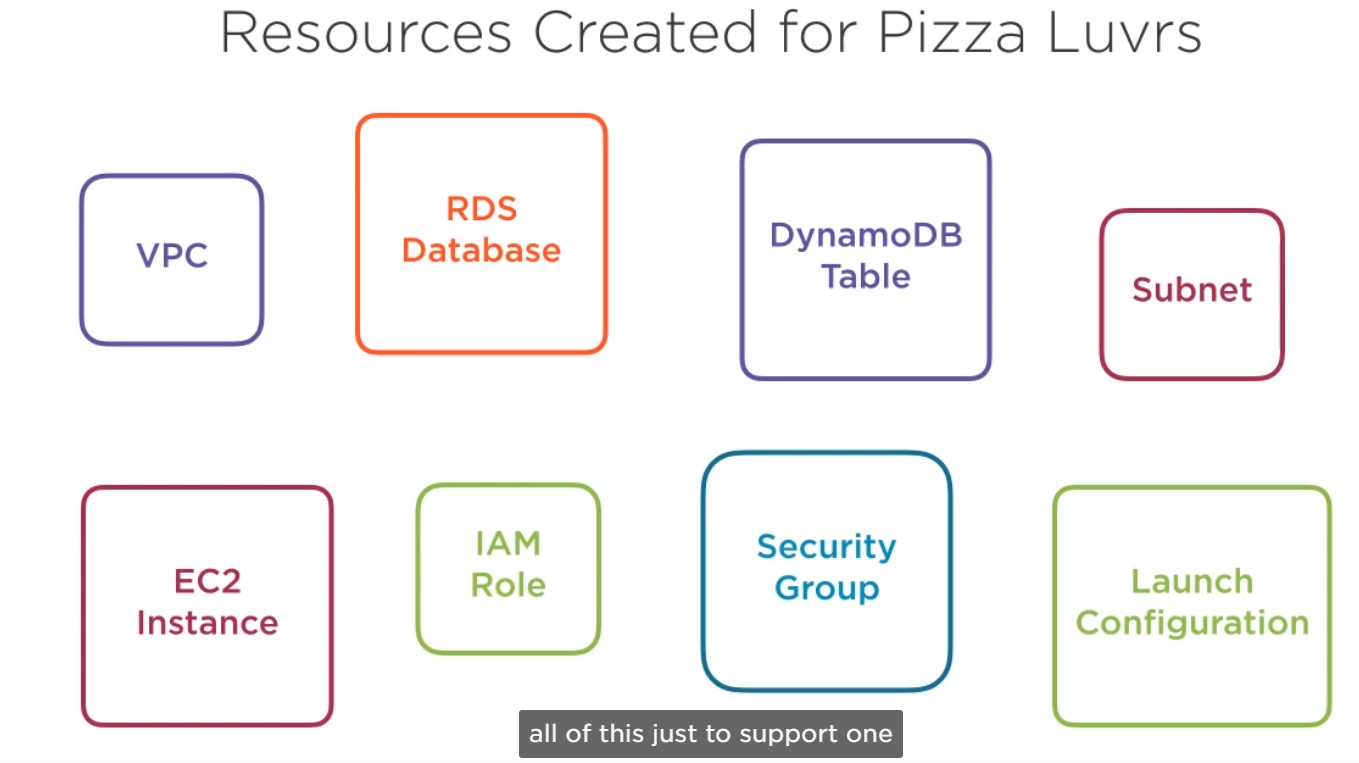 Resources Created for Pizza Luvrs
VPC
RDS
Database
DynamoDB
Table
Subnet
EC2
Instance
IAM
Role
Security
Group
Launch
Configuration
all of this just to support one